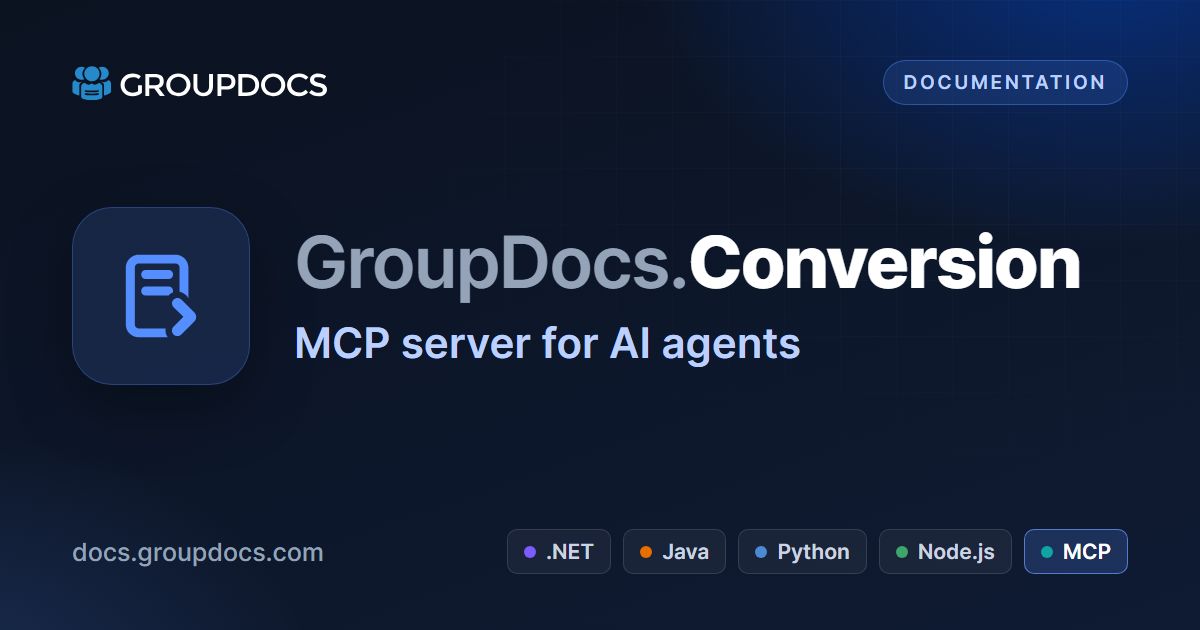 GROUPDOCS
DOCUMENTATION
GroupDocs.Conversion
MCP server for AI agents
docs.groupdocs.com
.NET
Java
Python
Node.js
MCP